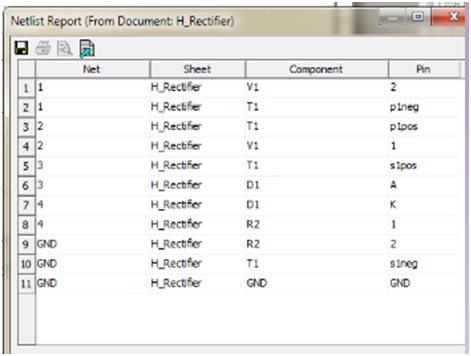 Netlist Report (From Document: H_Rectifier)
Net Sheet Component Pin
1 1 H_Rectifier V1 2
2 1 H_Rectifier T1 p1neg
3 2 H_Rectifier T1 p1pos
4 2 H_Rectifier V1 1
5 3 H_Rectifier T1 s1pos
6 3 H_Rectifier D1 A
7 4 H_Rectifier D1 K
8 4 H_Rectifier R2 1
9 GND H_Rectifier R2 2
10 GND H_Rectifier T1 s1neg
11 GND H_Rectifier GND GND